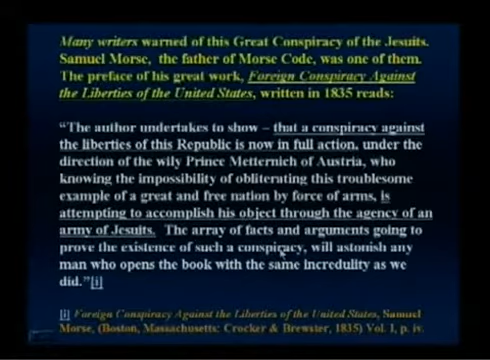 Many writers warned of this Great Conspiracy of the Jesuits.
Samuel Morse, the father of Morse Code, was one of them.
The preface of his great work, Foreign Conspiracy Against
the Liberties of the United States, written in 1835 reads:
“The author undertakes to show – that a conspiracy against
the liberties of this Republic is now in full action, under the
direction of the wily Prince Metternich of Austria, who
knowing the impossibility of obliterating this troublesome
example of a great and free nation by force of arms, is
attempting to accomplish his object through the agency of an
army of Jesuits. The array of facts and arguments going to
prove the existence of such a conspiracy, will astonish any
man who opens the book with the same incredulity as we
did.”[i]
[i] Foreign Conspiracy Against the Liberties of the United States, Samuel
Morse, (Boston, Massachusetts: Crocker & Brewster, 1835) Vol. I, p. iv.